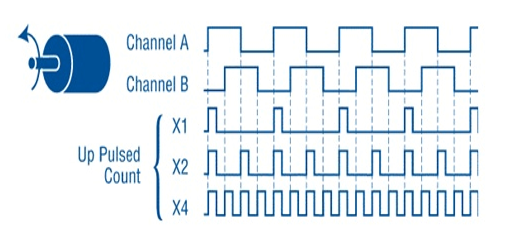 Channel A
Channel B
X1
Up Pulsed
Count
X2
X4